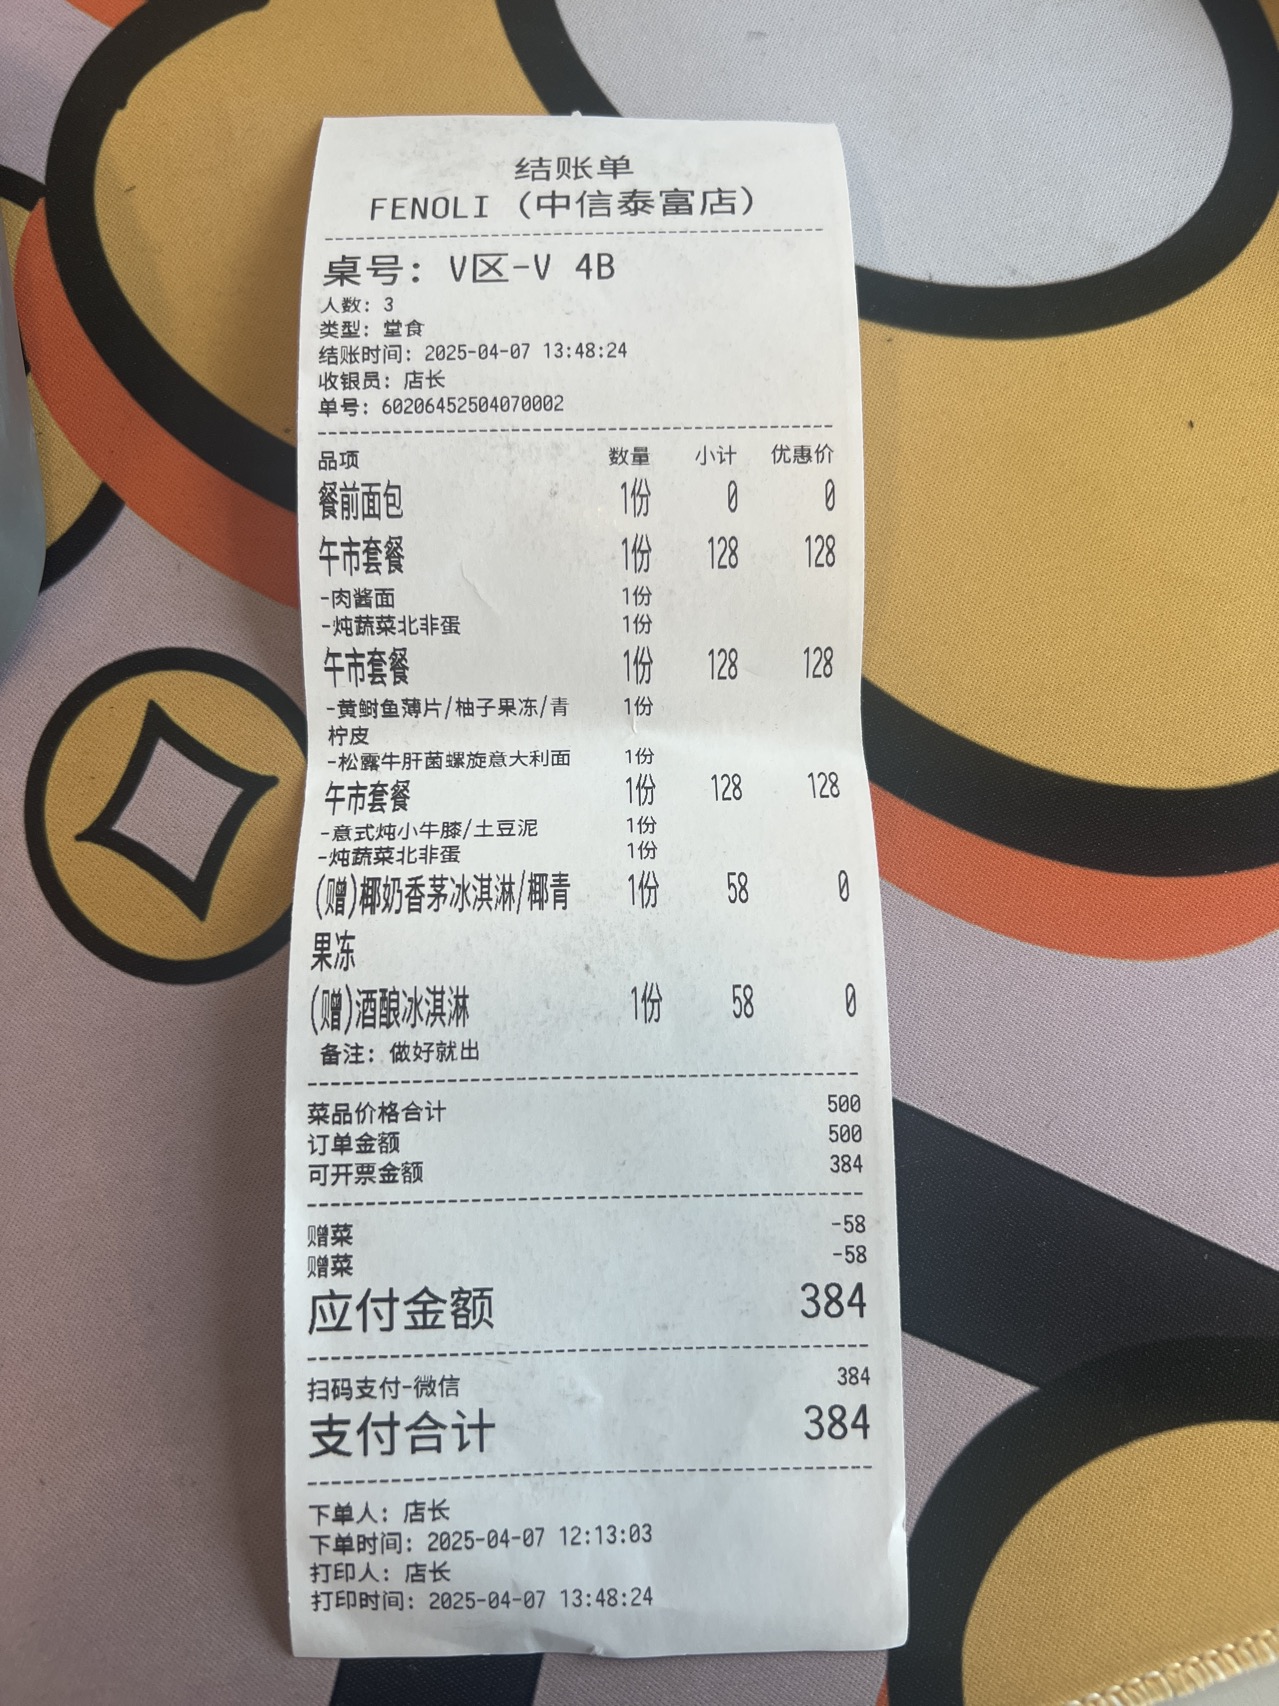 结账单
FENOLI（中信泰富店）
桌号: V区-V 4B
人数: 3
类型: 堂食
结账时间: 2025-04-07 13:48:24
收银员: 店长
单号: 60206452504070002
品项 数量 小计 优惠价
餐前面包 1份 0 0
午市套餐 1份 128 128
-肉酱面 1份
-炖蔬菜北非蛋 1份
午市套餐 1份 128 128
-黄鲥鱼薄片/柚子果冻/青 1份
柠皮
-松露牛肝菌螺旋意大利面 1份
午市套餐 1份 128 128
-意式炖小牛膝/土豆泥 1份
-炖蔬菜北非蛋 1份
(赠)椰奶香茅冰淇淋/椰青 1份 58 0
果冻
(赠)酒酿冰淇淋 1份 58 0
备注: 做好就出
菜品价格合计 500
订单金额 500
可开票金额 384
赠菜 -58
赠菜 -58
应付金额 384
扫码支付-微信 384
支付合计 384
下单人: 店长
下单时间: 2025-04-07 12:13:03
打印人: 店长
打印时间: 2025-04-07 13:48:24